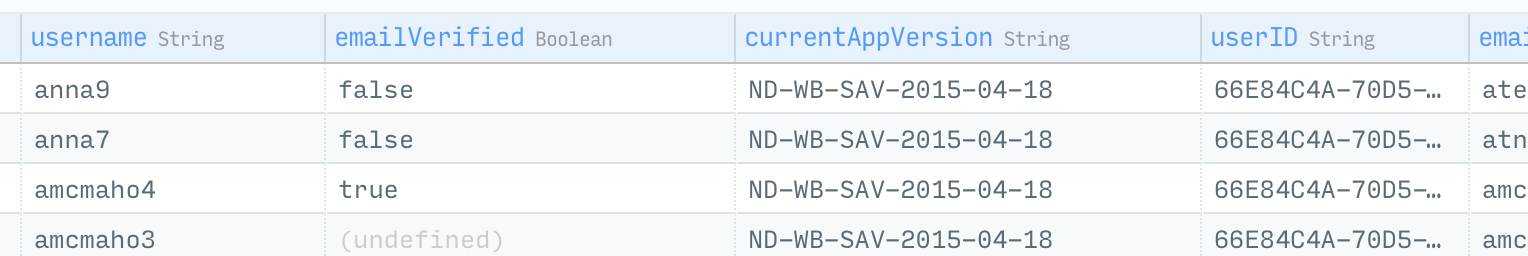 username String emailVerified Boolean currentAppVersion String userID String emai
anna9 false ND-WB-SAV-2015-04-18 66E84C4A-70D5-… ate
anna7 false ND-WB-SAV-2015-04-18 66E84C4A-70D5-… atn
amcmaho4 true ND-WB-SAV-2015-04-18 66E84C4A-70D5-… amc
amcmaho3 (undefined) ND-WB-SAV-2015-04-18 66E84C4A-70D5-… amc